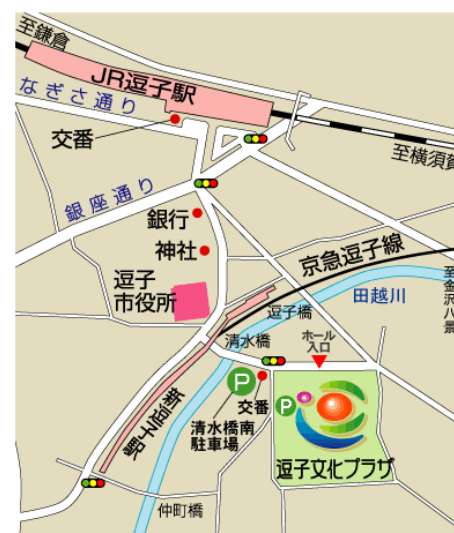 至鎌倉
JR逗子駅
なぎさ通り
交番
至横須賀
銀座通り
銀行
神社
京急逗子線
逗子
市役所
田越川
至金沢八景
逗子橋
清水橋
ホール
入口
P
交番
P
清水橋南
駐車場
新逗子駅
逗子文化プラザ
仲町橋